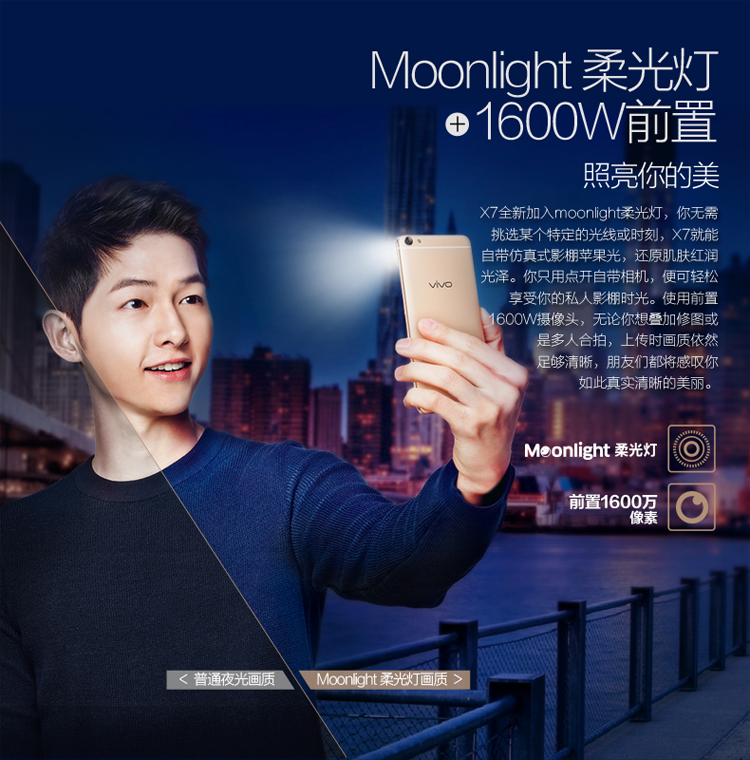 Moonlight 柔光灯
+1600W前置
照亮你的美
X7全新加入moonlight柔光灯，你无需
挑选某个特定的光线或时刻，X7就能
自带仿真式影棚苹果光，还原肌肤红润
光泽。你只用点开自带相机，便可轻松
享受你的私人影棚时光。使用前置
1600W摄像头，无论你想叠加修图或
是多人合拍，上传时画质依然
足够清晰，朋友们都将感叹你
如此真实清晰的美丽。
vivo
Moonlight 柔光灯
前置1600万
像素
< 普通夜光画质
Moonlight 柔光灯画质 >